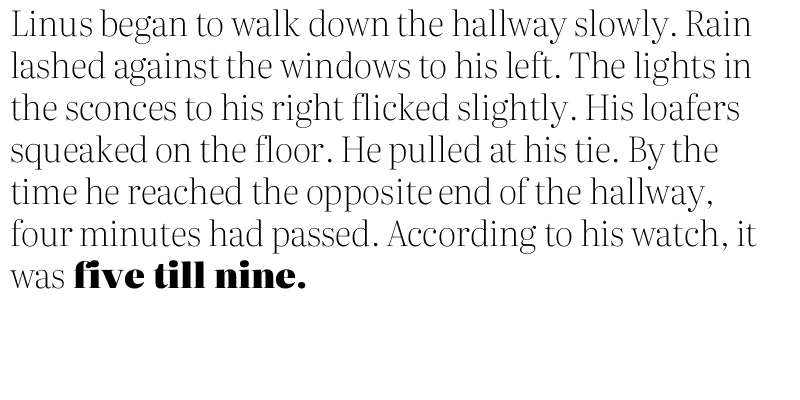 Linus began to walk down the hallway slowly. Rain
lashed against the windows to his left. The lights in
the sconces to his right flicked slightly. His loafers
squeaked on the floor. He pulled at his tie. By the
time he reached the opposite end of the hallway,
four minutes had passed. According to his watch, it
was five till nine.